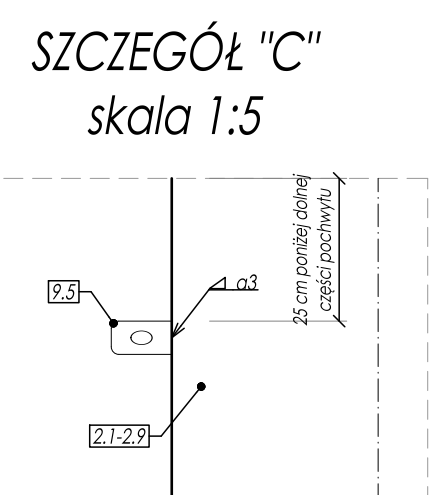 SZCZEGÓŁ "C"
skala 1:5
25 cm poniżej dolnej
części pochwytu
9.5
a3
2.1-2.9